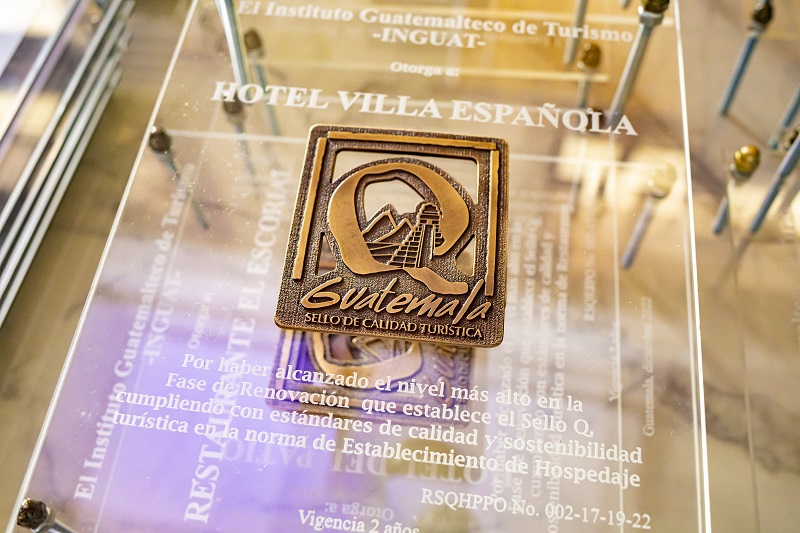 El Instituto Guatemalteco de Turismo
-INGUAT-
Otorga a:
HOTEL VILLA ESPAÑOLA
Q
Guatemala
SELLO DE CALIDAD TURÍSTICA
Por haber alcanzado el nivel más alto en la
Fase de Renovación que establece el Sello Q,
cumpliendo con estándares de calidad y sostenibilidad
turística en la norma de Establecimiento de Hospedaje
RSQHPPO No. 002-17-19-22
Vigencia 2 años
El Instituto Guatemalteco de Turismo
-INGUAT-
Otorga a:
RESTAURANTE EL ESCORIAL